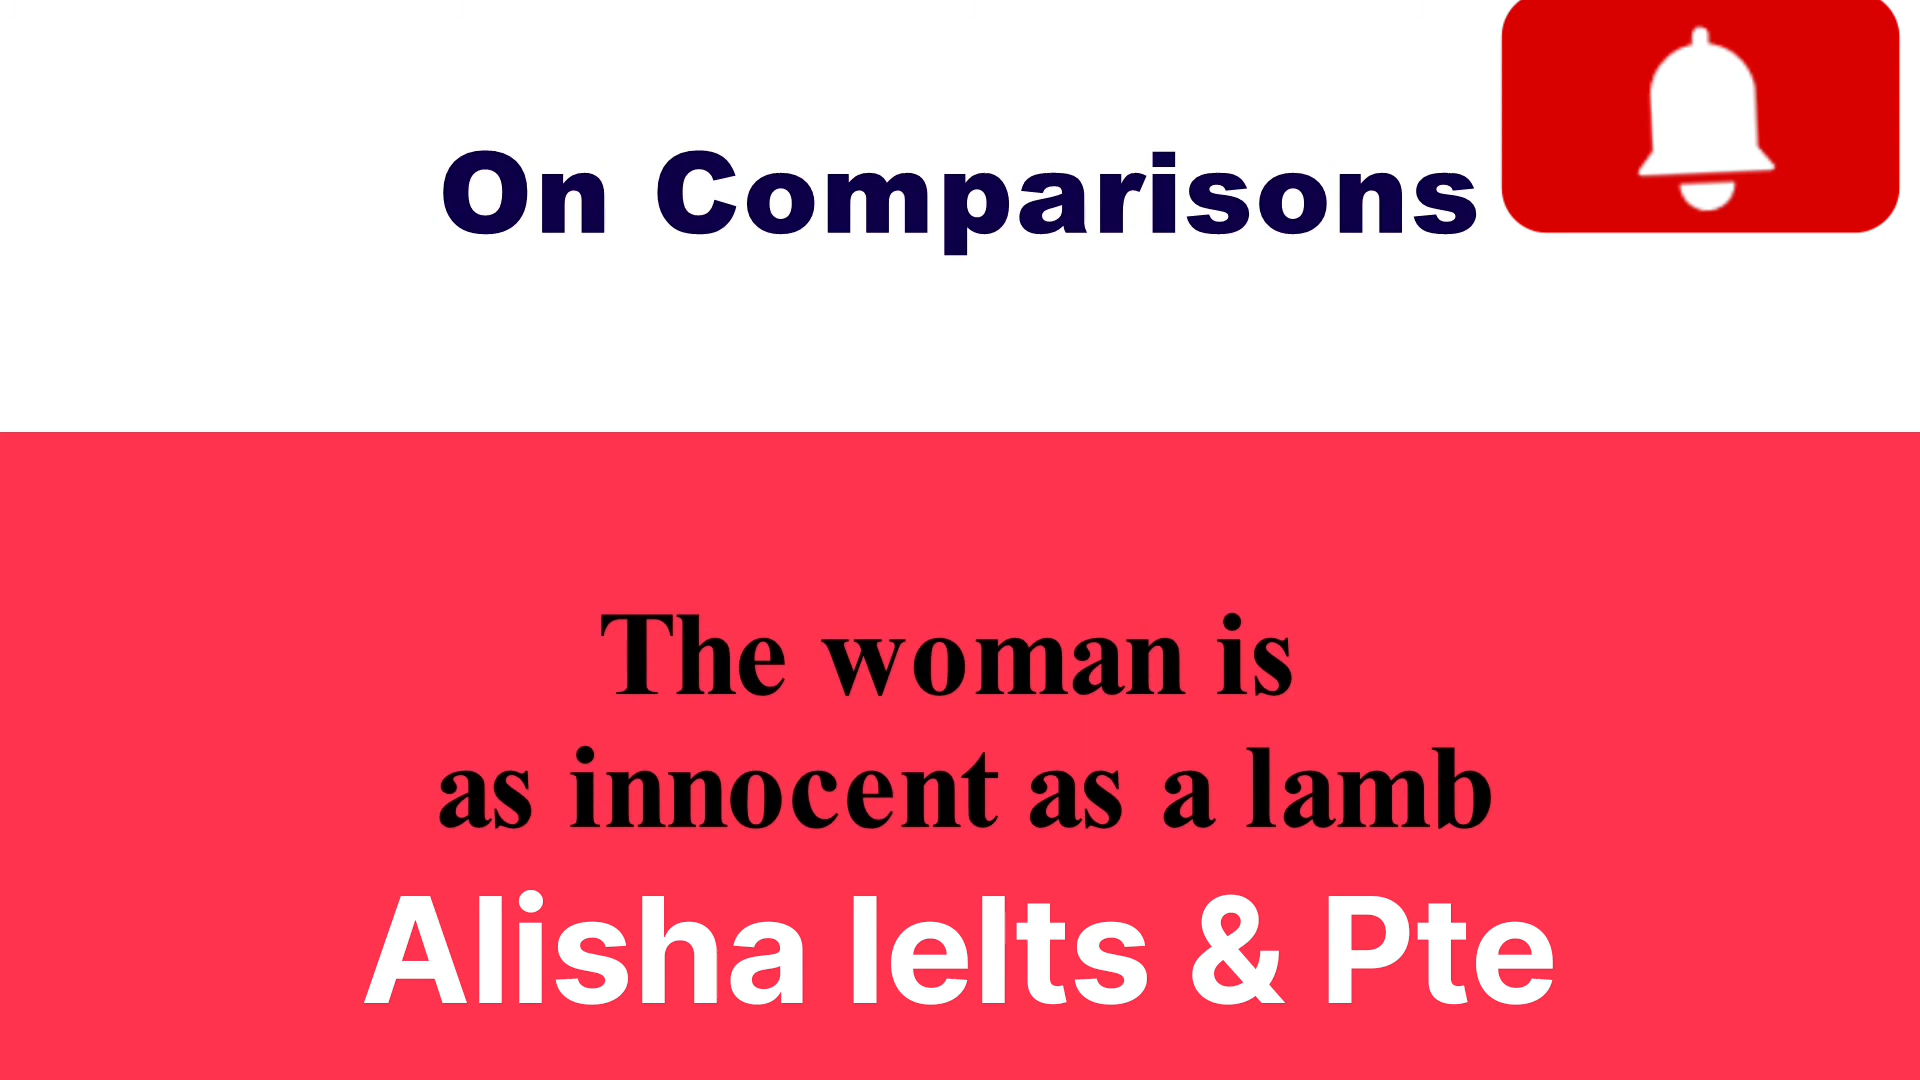 On Comparisons
The woman is
as innocent as a lamb
Alisha Ielts & Pte